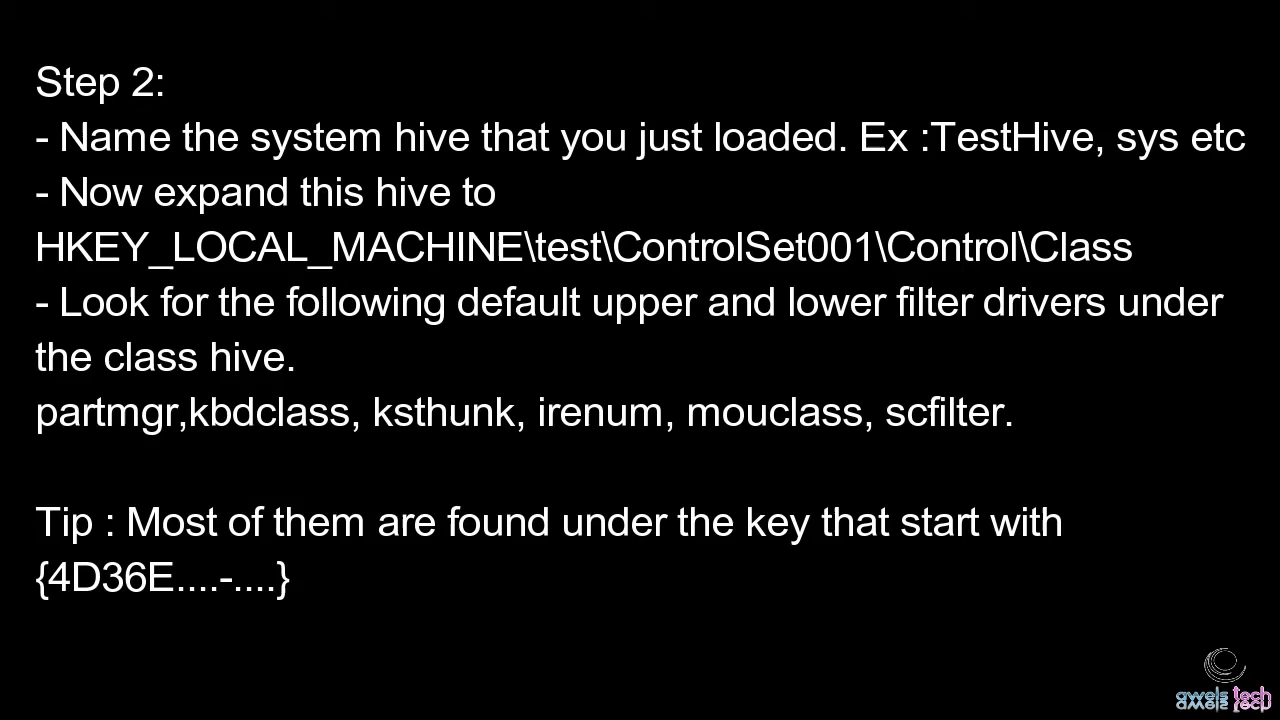 Step 2:
- Name the system hive that you just loaded. Ex :TestHive, sys etc
- Now expand this hive to
HKEY_LOCAL_MACHINE\test\ControlSet001\Control\Class
- Look for the following default upper and lower filter drivers under
the class hive.
partmgr,kbdclass, ksthunk, irenum, mouclass, scfilter.
Tip : Most of them are found under the key that start with
{4D36E....-....}
awels tech